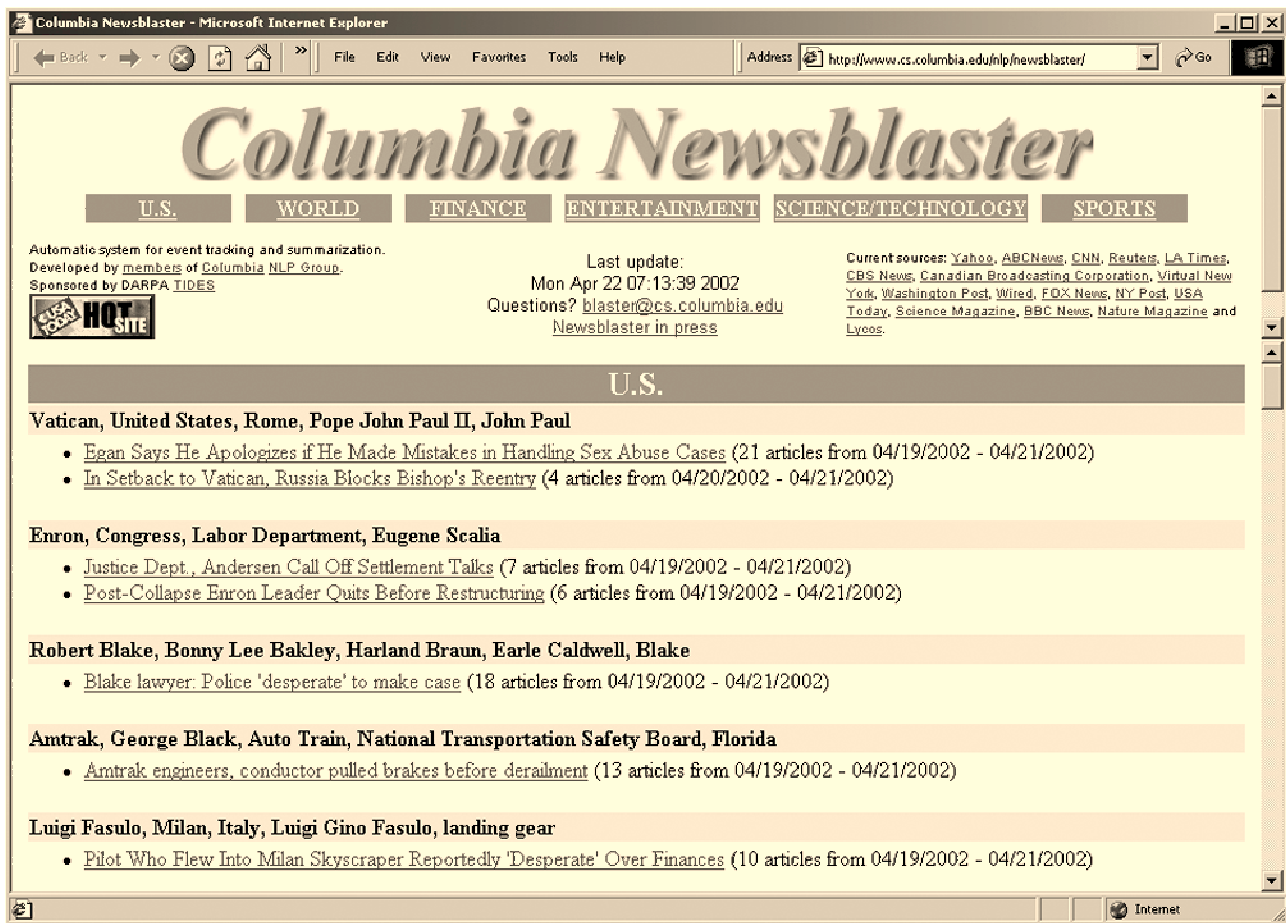 Columbia Newsblaster - Microsoft Internet Explorer
Back » File Edit View Favorites Tools Help Address http://www.cs.columbia.edu/nlp/newsblaster/ Go
Columbia Newsblaster
U.S. WORLD FINANCE ENTERTAINMENT SCIENCE/TECHNOLOGY SPORTS
Automatic system for event tracking and summarization.
Developed by members of Columbia NLP Group.
Sponsored by DARPA TIDES
USA TODAY HOT SITE
Last update:
Mon Apr 22 07:13:39 2002
Questions? blaster@cs.columbia.edu
Newsblaster in press
Current sources: Yahoo, ABCNews, CNN, Reuters, LA Times,
CBS News, Canadian Broadcasting Corporation, Virtual New
York, Washington Post, Wired, FOX News, NY Post, USA
Today, Science Magazine, BBC News, Nature Magazine and
Lycos.
U.S.
Vatican, United States, Rome, Pope John Paul II, John Paul
• Egan Says He Apologizes if He Made Mistakes in Handling Sex Abuse Cases (21 articles from 04/19/2002 - 04/21/2002)
• In Setback to Vatican, Russia Blocks Bishop's Reentry (4 articles from 04/20/2002 - 04/21/2002)
Enron, Congress, Labor Department, Eugene Scalia
• Justice Dept., Andersen Call Off Settlement Talks (7 articles from 04/19/2002 - 04/21/2002)
• Post-Collapse Enron Leader Quits Before Restructuring (6 articles from 04/19/2002 - 04/21/2002)
Robert Blake, Bonny Lee Bakley, Harland Braun, Earle Caldwell, Blake
• Blake lawyer: Police 'desperate' to make case (18 articles from 04/19/2002 - 04/21/2002)
Amtrak, George Black, Auto Train, National Transportation Safety Board, Florida
• Amtrak engineers, conductor pulled brakes before derailment (13 articles from 04/19/2002 - 04/21/2002)
Luigi Fasulo, Milan, Italy, Luigi Gino Fasulo, landing gear
• Pilot Who Flew Into Milan Skyscraper Reportedly 'Desperate' Over Finances (10 articles from 04/19/2002 - 04/21/2002)
Internet